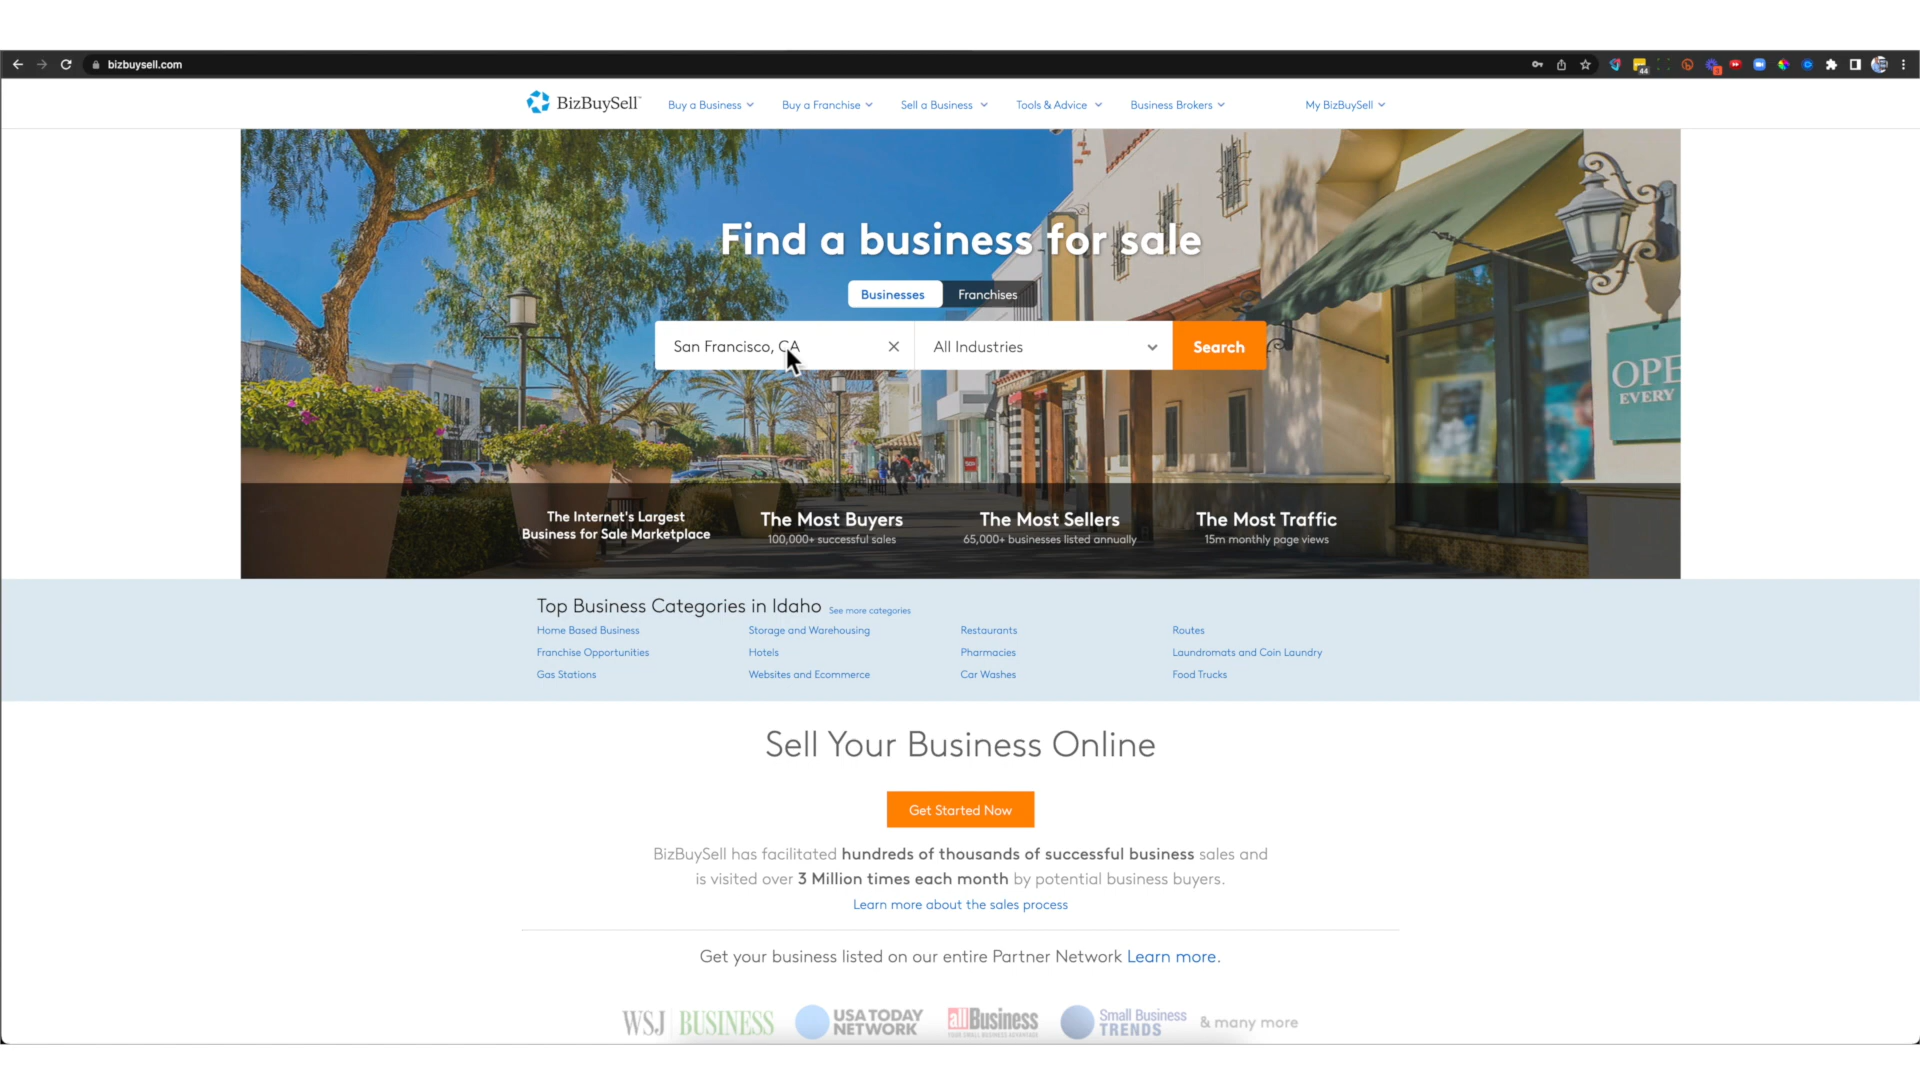 bizbuysell.com
44
BizBuySell
Buy a Business
Buy a Franchise
Sell a Business
Tools & Advice
Business Brokers
My BizBuySell
Find a business for sale
Businesses
Franchises
San Francisco, CA
All Industries
Search
OPE
EVERY
The Internet's Largest
Business for Sale Marketplace
The Most Buyers
100,000+ successful sales
The Most Sellers
65,000+ businesses listed annually
The Most Traffic
15m monthly page views
Top Business Categories in Idaho See more categories
Home Based Business
Storage and Warehousing
Restaurants
Routes
Franchise Opportunities
Hotels
Pharmacies
Laundromats and Coin Laundry
Gas Stations
Websites and Ecommerce
Car Washes
Food Trucks
Sell Your Business Online
Get Started Now
BizBuySell has facilitated hundreds of thousands of successful business sales and
is visited over 3 Million times each month by potential business buyers.
Learn more about the sales process
Get your business listed on our entire Partner Network Learn more.
WSJ BUSINESS
USA TODAY
NETWORK
allBusiness
YOUR SMALL BUSINESS ADVANTAGE
Small Business
TRENDS
& many more